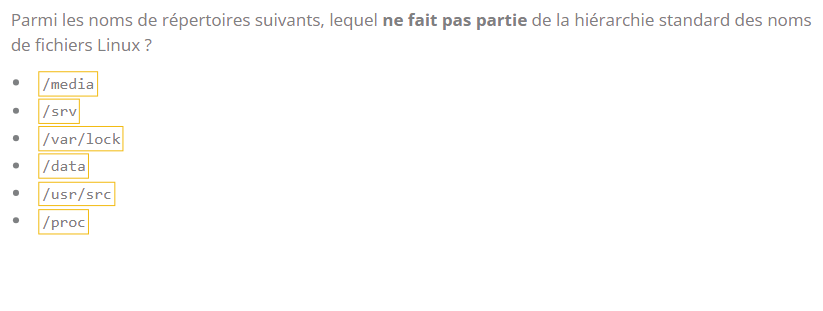 Parmi les noms de répertoires suivants, lequel ne fait pas partie de la hiérarchie standard des noms
de fichiers Linux ?
/media
/srv
/var/lock
/data
/usr/src
/proc